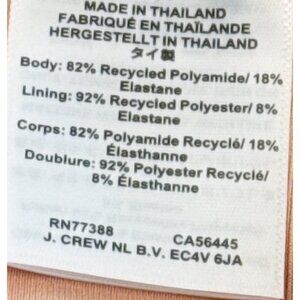 MADE IN THAILAND
FABRIQUÉ EN THAÏLANDE
HERGESTELLT IN THAILAND
タイ製
Body: 82% Recycled Polyamide/ 18%
Elastane
Lining: 92% Recycled Polyester/ 8%
Elastane
Corps: 82% Polyamide Recyclé/ 18%
Élasthanne
Doublure: 92% Polyester Recyclé/
8% Élasthanne
RN77388 CA56445
J. CREW NL B.V. EC4V 6JA